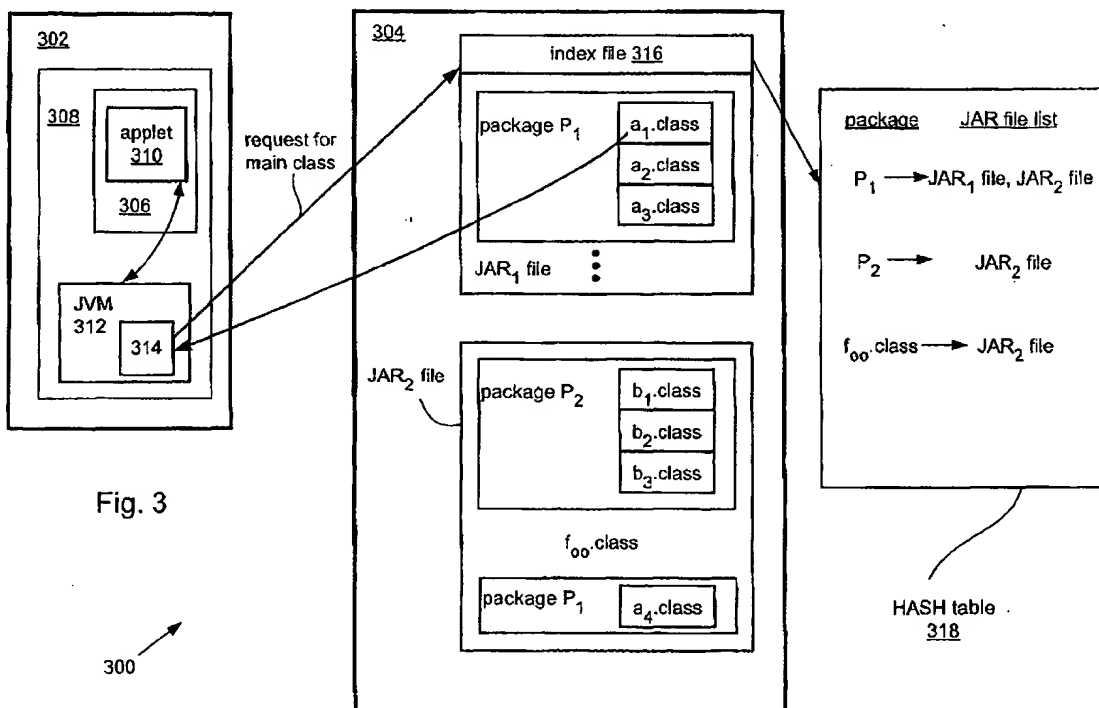 302
308
applet
310
306
JVM
312
314
Fig. 3
300
request for
main class
304
index file 316
package P₁
a₁.class
a₂.class
a₃.class
JAR₁ file
JAR₂ file
package P₂
b₁.class
b₂.class
b₃.class
f₀₀.class
package P₁
a₄.class
package JAR file list
P₁ → JAR₁ file, JAR₂ file
P₂ → JAR₂ file
f₀₀.class → JAR₂ file
HASH table
318